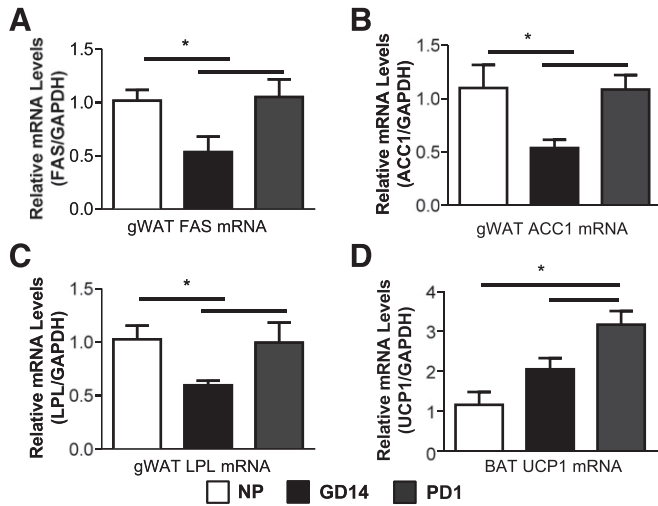 A
Relative mRNA Levels
(FAS/GAPDH)
1.5
1.0
0.5
0.0
*
gWAT FAS mRNA
B
Relative mRNA Levels
(ACC1/GAPDH)
1.5
1.0
0.5
0.0
*
gWAT ACC1 mRNA
C
Relative mRNA Levels
(LPL/GAPDH)
1.5
1.0
0.5
0.0
*
gWAT LPL mRNA
D
Relative mRNA Levels
(UCP1/GAPDH)
4
3
2
1
0
*
BAT UCP1 mRNA
NP GD14 PD1